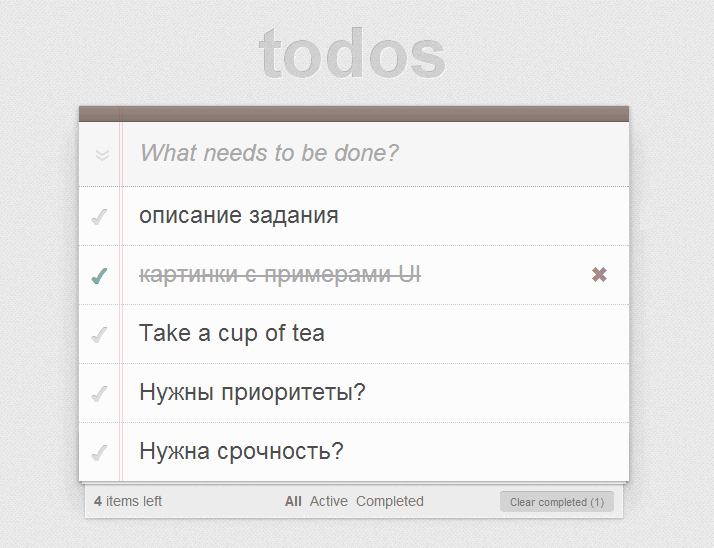 todos
What needs to be done?
описание задания
картинки с примерами UI
Take a cup of tea
Нужны приоритеты?
Нужна срочность?
4 items left All Active Completed Clear completed (1)